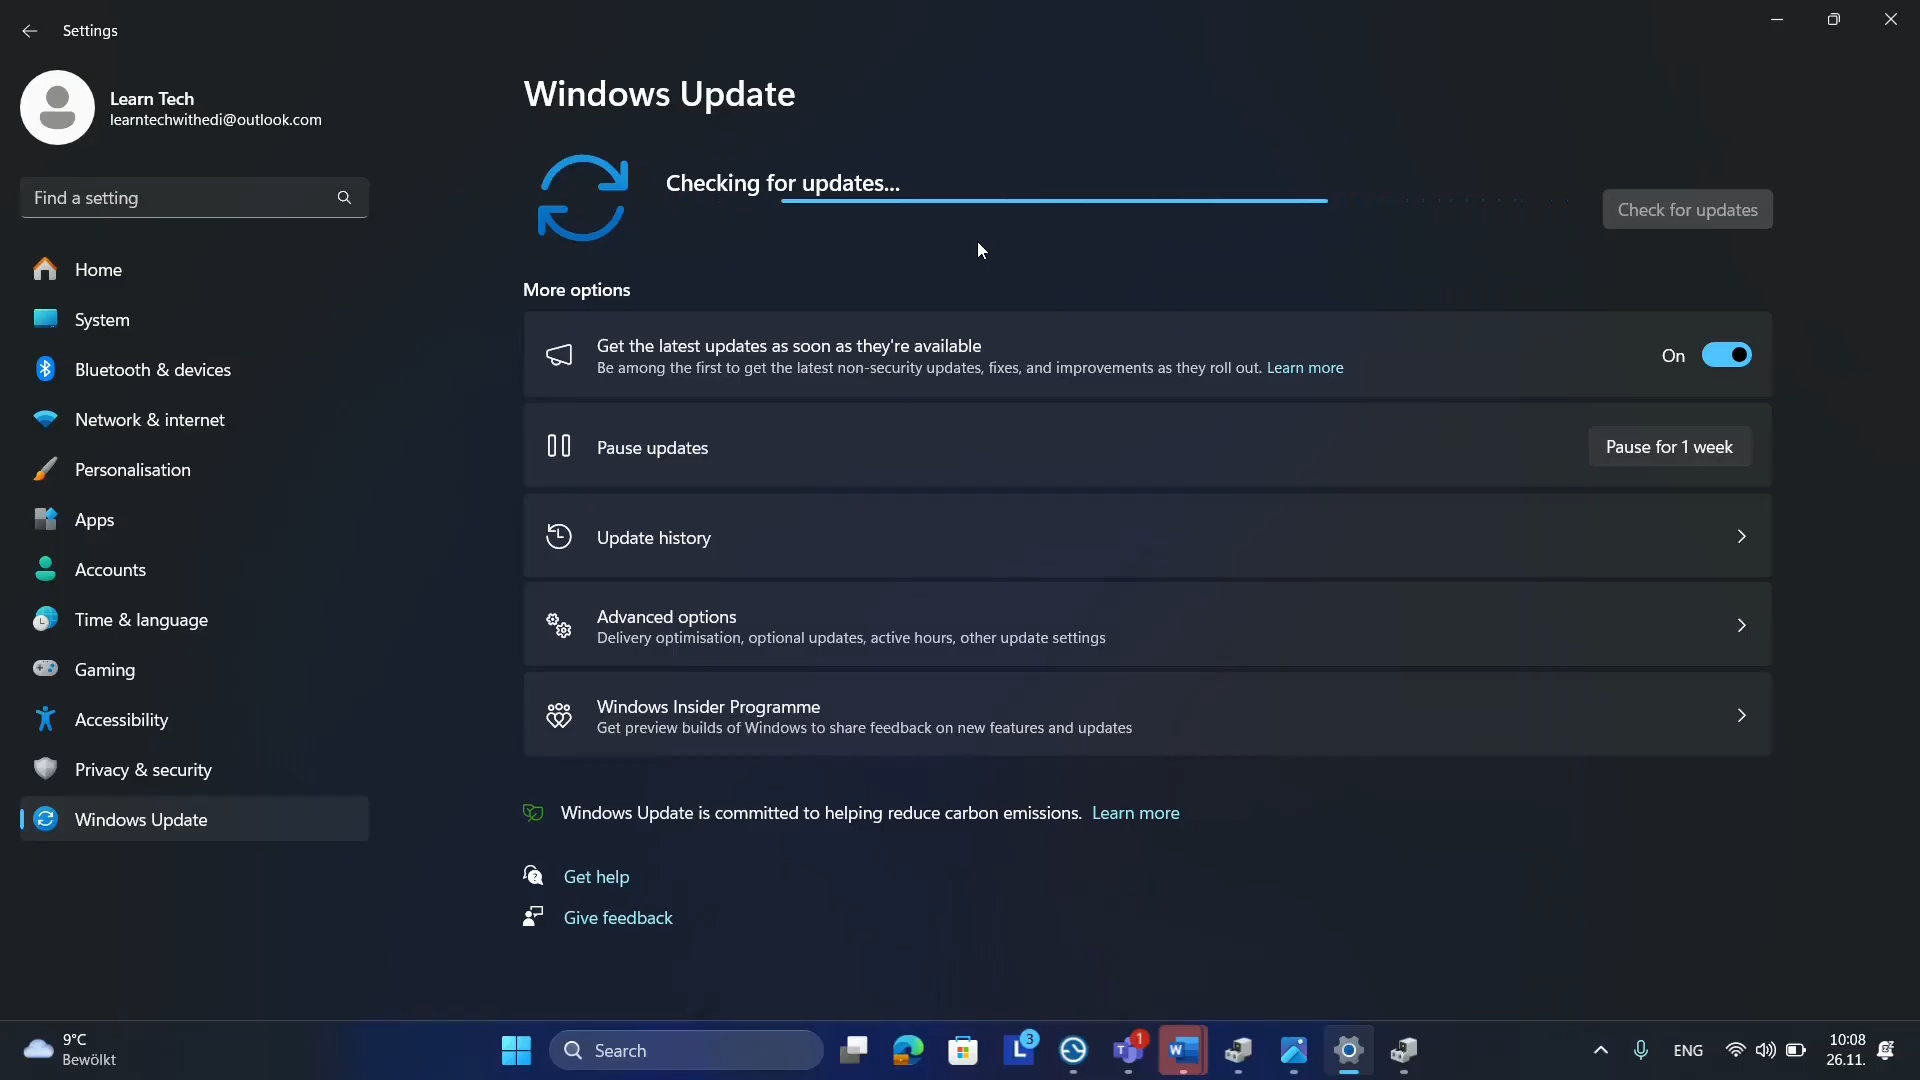 Settings
Learn Tech
learntechwithedi@outlook.com
Find a setting
Home
System
Bluetooth & devices
Network & internet
Personalisation
Apps
Accounts
Time & language
Gaming
Accessibility
Privacy & security
Windows Update
Windows Update
Checking for updates...
Check for updates
More options
Get the latest updates as soon as they're available
Be among the first to get the latest non-security updates, fixes, and improvements as they roll out. Learn more
On
Pause updates
Pause for 1 week
Update history
Advanced options
Delivery optimisation, optional updates, active hours, other update settings
Windows Insider Programme
Get preview builds of Windows to share feedback on new features and updates
Windows Update is committed to helping reduce carbon emissions. Learn more
Get help
Give feedback
9°C
Bewölkt
Search
L
3
T
1
W
ENG
10:08
26.11.